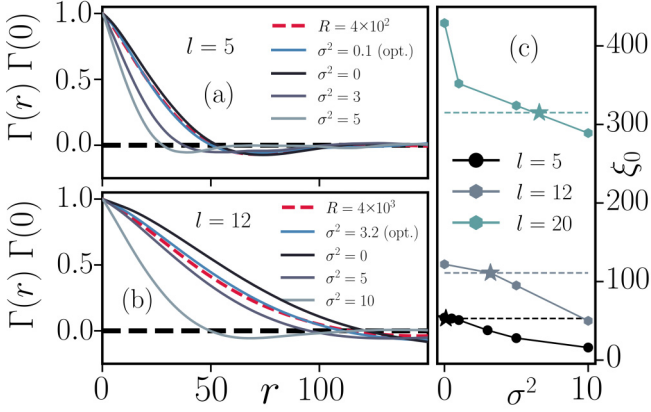 Γ(r) Γ(0)
1.0
0.5
0.0
l = 5
(a)
R = 4×10²
σ² = 0.1 (opt.)
σ² = 0
σ² = 3
σ² = 5
Γ(r) Γ(0)
1.0
0.5
0.0
l = 12
(b)
R = 4×10³
σ² = 3.2 (opt.)
σ² = 0
σ² = 5
σ² = 10
0
50
r
100
(c)
l = 5
l = 12
l = 20
400
300
200
100
0
ξ₀
0
σ²
10